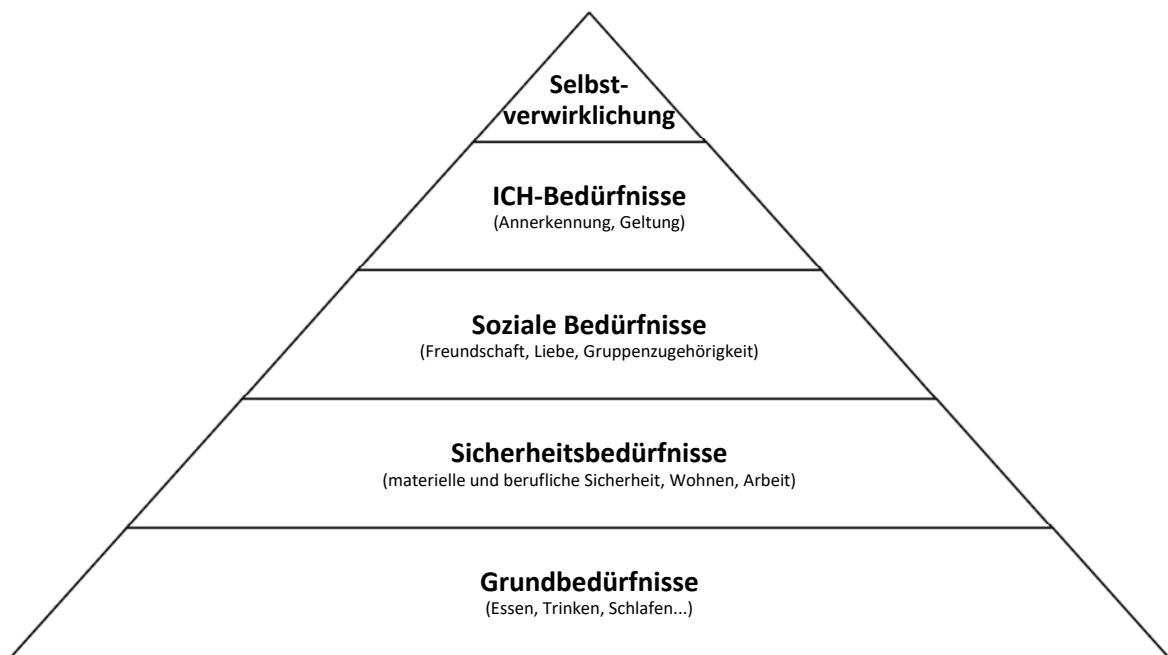 Selbst-
verwirklichung
ICH-Bedürfnisse
(Annerkennung, Geltung)
Soziale Bedürfnisse
(Freundschaft, Liebe, Gruppenzugehörigkeit)
Sicherheitsbedürfnisse
(materielle und berufliche Sicherheit, Wohnen, Arbeit)
Grundbedürfnisse
(Essen, Trinken, Schlafen...)